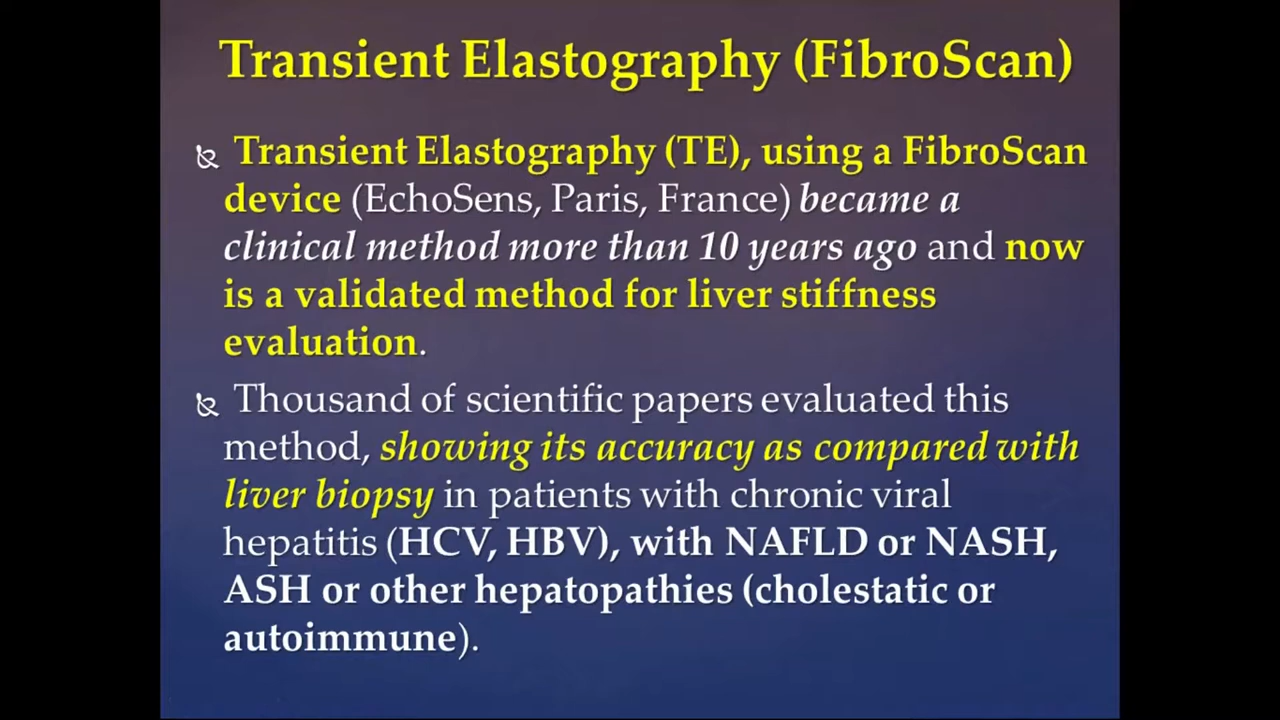 Transient Elastography (FibroScan)
Transient Elastography (TE), using a FibroScan
device (EchoSens, Paris, France) became a
clinical method more than 10 years ago and now
is a validated method for liver stiffness
evaluation.
Thousand of scientific papers evaluated this
method, showing its accuracy as compared with
liver biopsy in patients with chronic viral
hepatitis (HCV, HBV), with NAFLD or NASH,
ASH or other hepatopathies (cholestatic or
autoimmune).